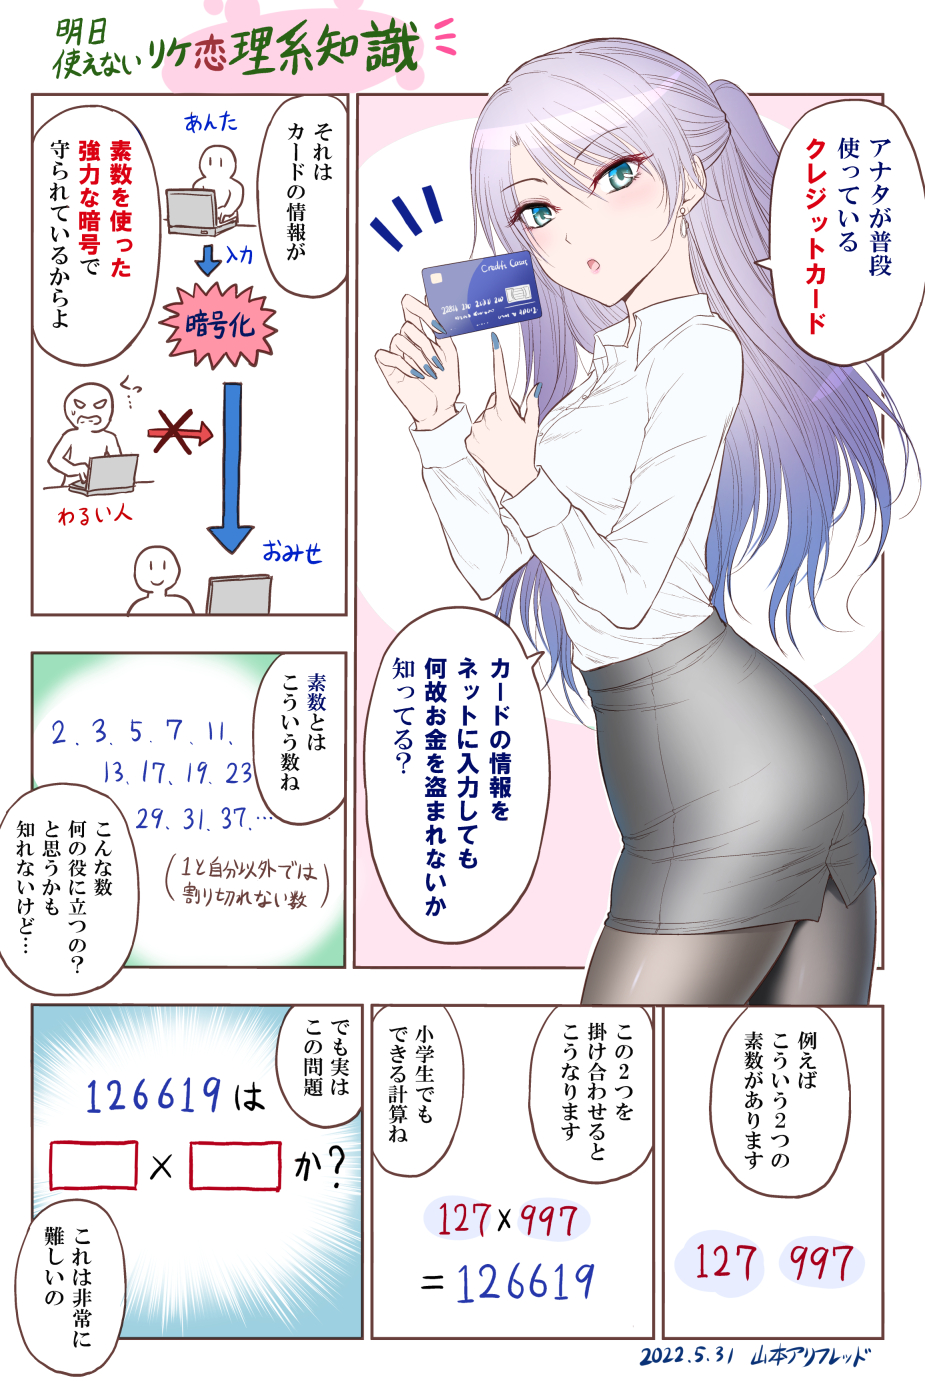 明日
使えないリケ恋理系知識
アナタが普段
使っている
クレジットカード
カードの情報を
ネットに入力しても
何故お金を盗まれないか
知ってる?
それは
カードの情報が
素数を使った
強力な暗号で
守られているからよ
あんた
入力
暗号化
くっ…
わるい人
おみせ
素数とは
こういう数ね
2、3、5、7、11、
13、17、19、23
29、31、37、…
(1と自分以外では
割り切れない数)
こんな数
何の役に立つの?
と思うかも
知れないけど…
例えば
こういう2つの
素数があります
127 997
この2つを
掛け合わせると
こうなります
127×997
=126619
小学生でも
できる計算ね
でも実は
この問題
126619は
×か?
これは非常に
難しいの
2022.5.31 山本アリフレッド